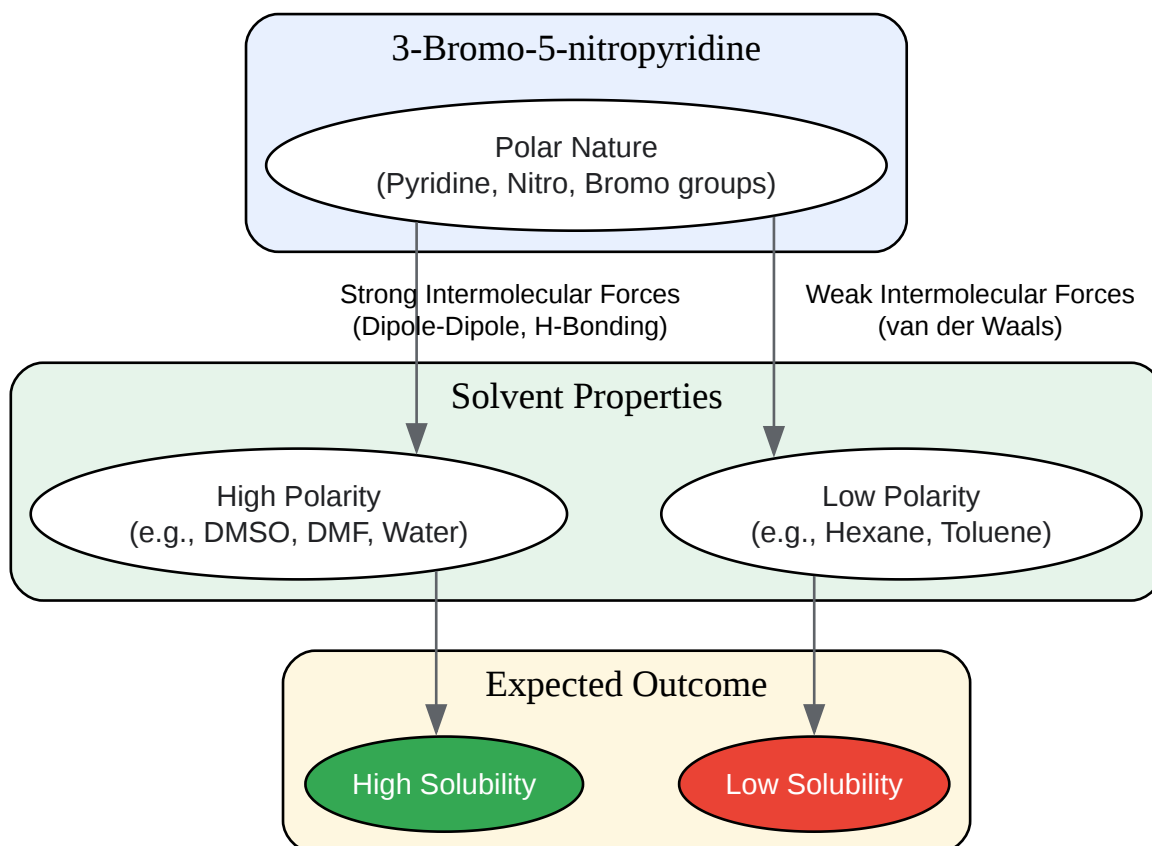 3-Bromo-5-nitropyridine
Polar Nature
(Pyridine, Nitro, Bromo groups)
Strong Intermolecular Forces
(Dipole-Dipole, H-Bonding)
Weak Intermolecular Forces
(van der Waals)
Solvent Properties
High Polarity
(e.g., DMSO, DMF, Water)
Low Polarity
(e.g., Hexane, Toluene)
Expected Outcome
High Solubility
Low Solubility